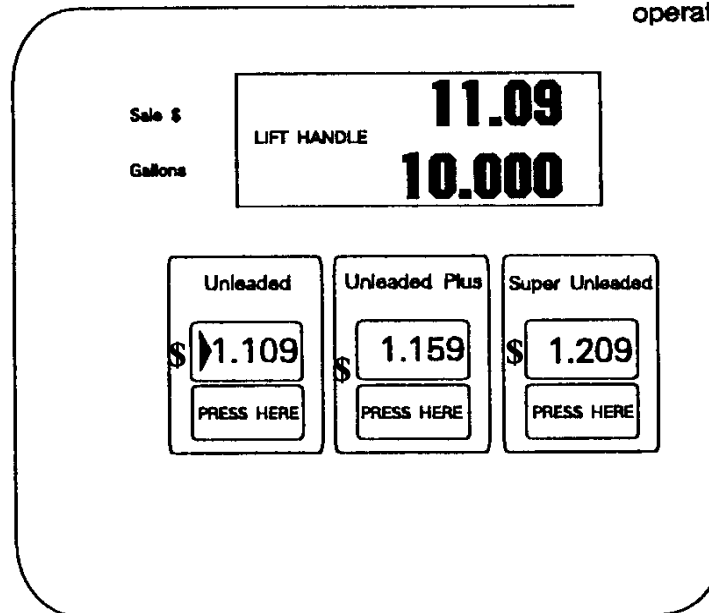 operat
Sale $
11.09
LIFT HANDLE
Gallons
10.000
Unleaded
Unleaded Plus
Super Unleaded
$ 1.109
$ 1.159
$ 1.209
PRESS HERE
PRESS HERE
PRESS HERE